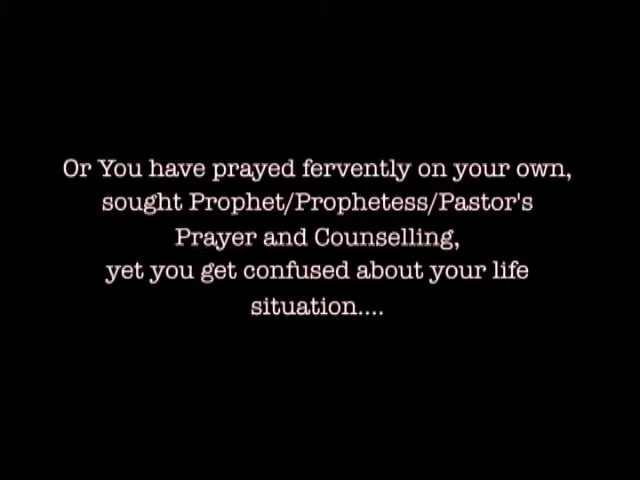 Or You have prayed fervently on your own,
sought Prophet/Prophetess/Pastor's
Prayer and Counselling,
yet you get confused about your life
situation....